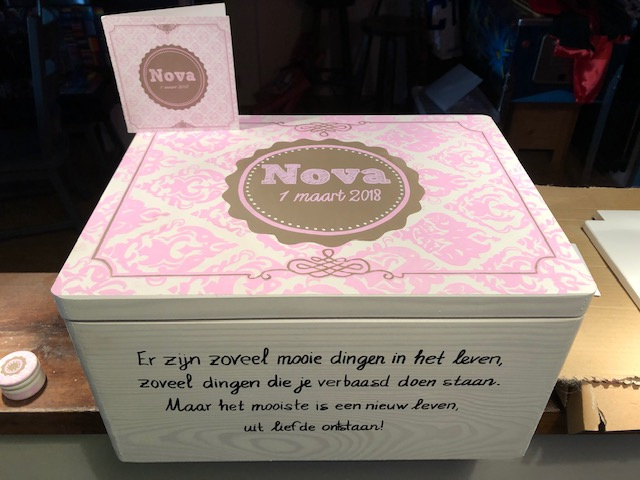 Nova
1 maart 2018
Nova
1 maart 2018
Er zijn zoveel mooie dingen in het leven,
zoveel dingen die je verbaasd doen staan.
Maar het mooiste is een nieuw leven,
uit liefde ontstaan!